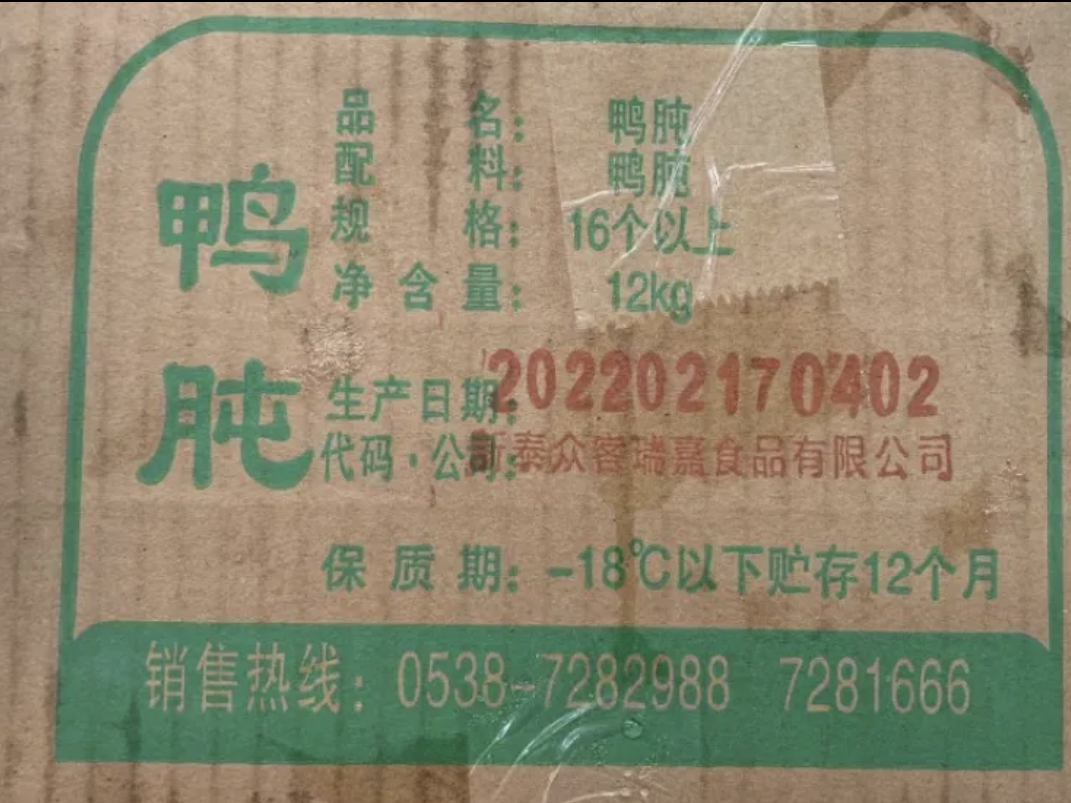 鸭肫
品名：鸭肫
配料：鸭肫
规格：16个以上
净含量：12kg
生产日期：202202170402
代码·公司：新泰众客瑞嘉食品有限公司
保质期：-18℃以下贮存12个月
销售热线：0538-7282988 7281666